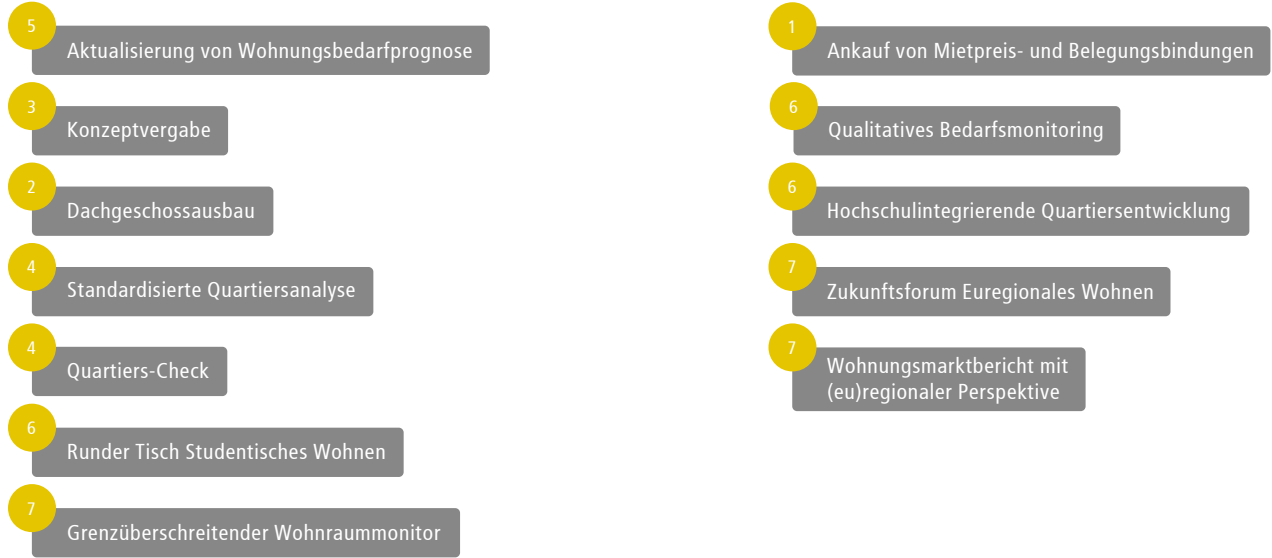 5
Aktualisierung von Wohnungsbedarfprognose
3
Konzeptvergabe
2
Dachgeschossausbau
4
Standardisierte Quartiersanalyse
4
Quartiers-Check
6
Runder Tisch Studentisches Wohnen
7
Grenzüberschreitender Wohnraummonitor
1
Ankauf von Mietpreis- und Belegungsbindungen
6
Qualitatives Bedarfsmonitoring
6
Hochschulintegrierende Quartiersentwicklung
7
Zukunftsforum Euregionales Wohnen
7
Wohnungsmarktbericht mit
(eu)regionaler Perspektive